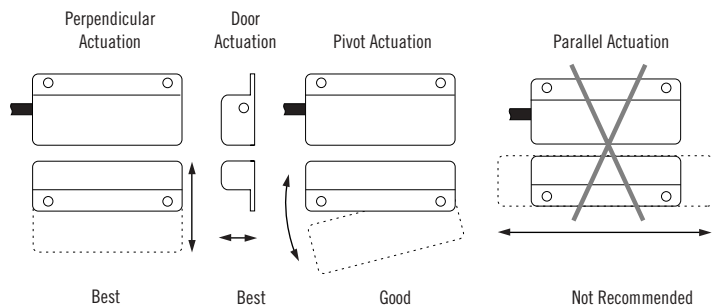 Perpendicular
Actuation
Door
Actuation
Pivot Actuation
Parallel Actuation
Best
Best
Good
Not Recommended